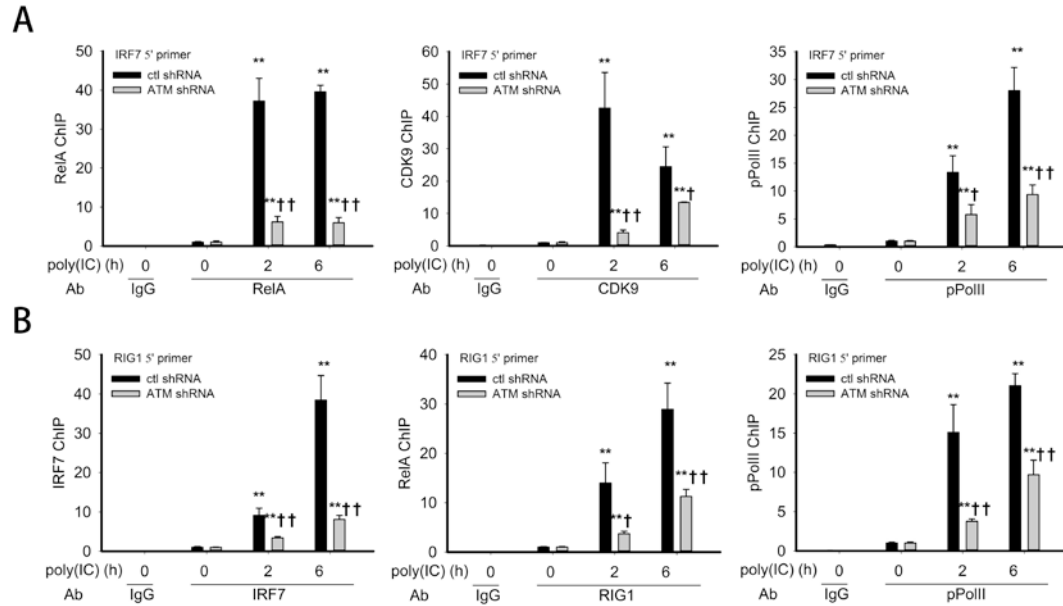 A
IRF7 5' primer
ctl shRNA
ATM shRNA
RelA ChIP
50
40
30
20
10
0
** ** **†† **††
poly(IC) (h) 0 0 2 6
Ab IgG RelA
IRF7 5' primer
ctl shRNA
ATM shRNA
CDK9 ChIP
60
50
40
30
20
10
0
** ** **†† **†
poly(IC) (h) 0 0 2 6
Ab IgG CDK9
IRF7 5' primer
ctl shRNA
ATM shRNA
pPolII ChIP
35
30
25
20
15
10
5
0
** ** **† **††
poly(IC) (h) 0 0 2 6
Ab IgG pPolII
B
RIG1 5' primer
ctl shRNA
ATM shRNA
IRF7 ChIP
50
40
30
20
10
0
** ** **†† **††
poly(IC) (h) 0 0 2 6
Ab IgG IRF7
RIG1 5' primer
ctl shRNA
ATM shRNA
RelA ChIP
40
30
20
10
0
** ** **† **††
poly(IC) (h) 0 0 2 6
Ab IgG RIG1
RIG1 5' primer
ctl shRNA
ATM shRNA
pPolII ChIP
25
20
15
10
5
0
** ** **†† **††
poly(IC) (h) 0 0 2 6
Ab IgG pPolII